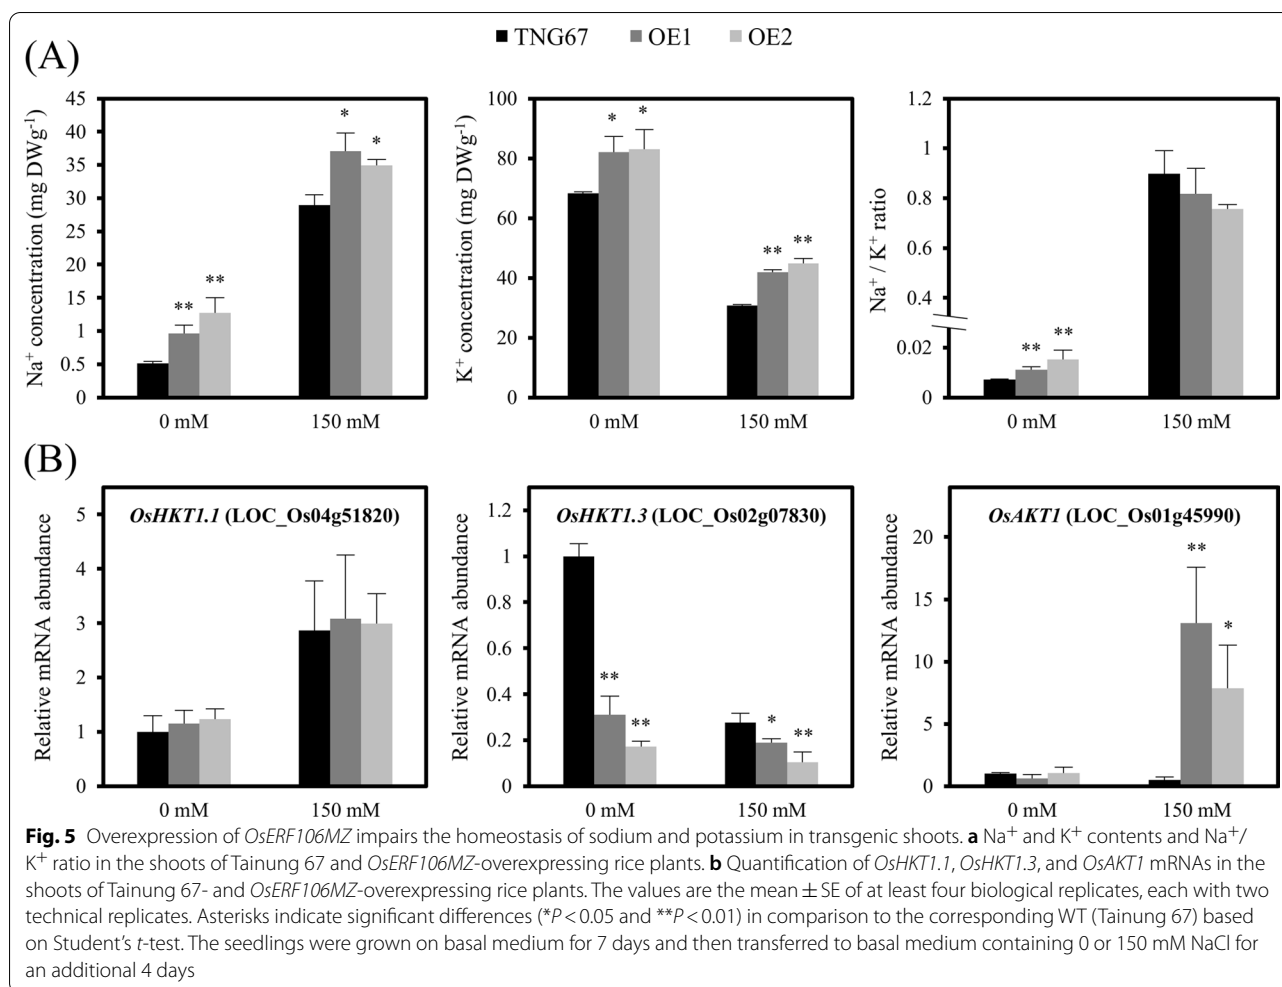 TNG67 OE1 OE2
(A)
Na⁺ concentration (mg DWg⁻¹)
45
40
35
30
25
20
15
1
0.5
0
** ** * *
0 mM 150 mM
K⁺ concentration (mg DWg⁻¹)
100
80
60
40
20
0
* * ** **
0 mM 150 mM
Na⁺ / K⁺ ratio
1.2
1
0.8
0.6
0.4
0.02
0
** **
0 mM 150 mM
(B)
OsHKT1.1 (LOC_Os04g51820)
Relative mRNA abundance
5
4
3
2
1
0
0 mM 150 mM
OsHKT1.3 (LOC_Os02g07830)
Relative mRNA abundance
1.2
1
0.8
0.6
0.4
0.2
0
** ** * **
0 mM 150 mM
OsAKT1 (LOC_Os01g45990)
Relative mRNA abundance
20
15
10
5
0
** *
0 mM 150 mM
Fig. 5 Overexpression of OsERF106MZ impairs the homeostasis of sodium and potassium in transgenic shoots. a Na⁺ and K⁺ contents and Na⁺/
K⁺ ratio in the shoots of Tainung 67 and OsERF106MZ-overexpressing rice plants. b Quantification of OsHKT1.1, OsHKT1.3, and OsAKT1 mRNAs in the
shoots of Tainung 67- and OsERF106MZ-overexpressing rice plants. The values are the mean ± SE of at least four biological replicates, each with two
technical replicates. Asterisks indicate significant differences (*P < 0.05 and **P < 0.01) in comparison to the corresponding WT (Tainung 67) based
on Student's t-test. The seedlings were grown on basal medium for 7 days and then transferred to basal medium containing 0 or 150 mM NaCl for
an additional 4 days